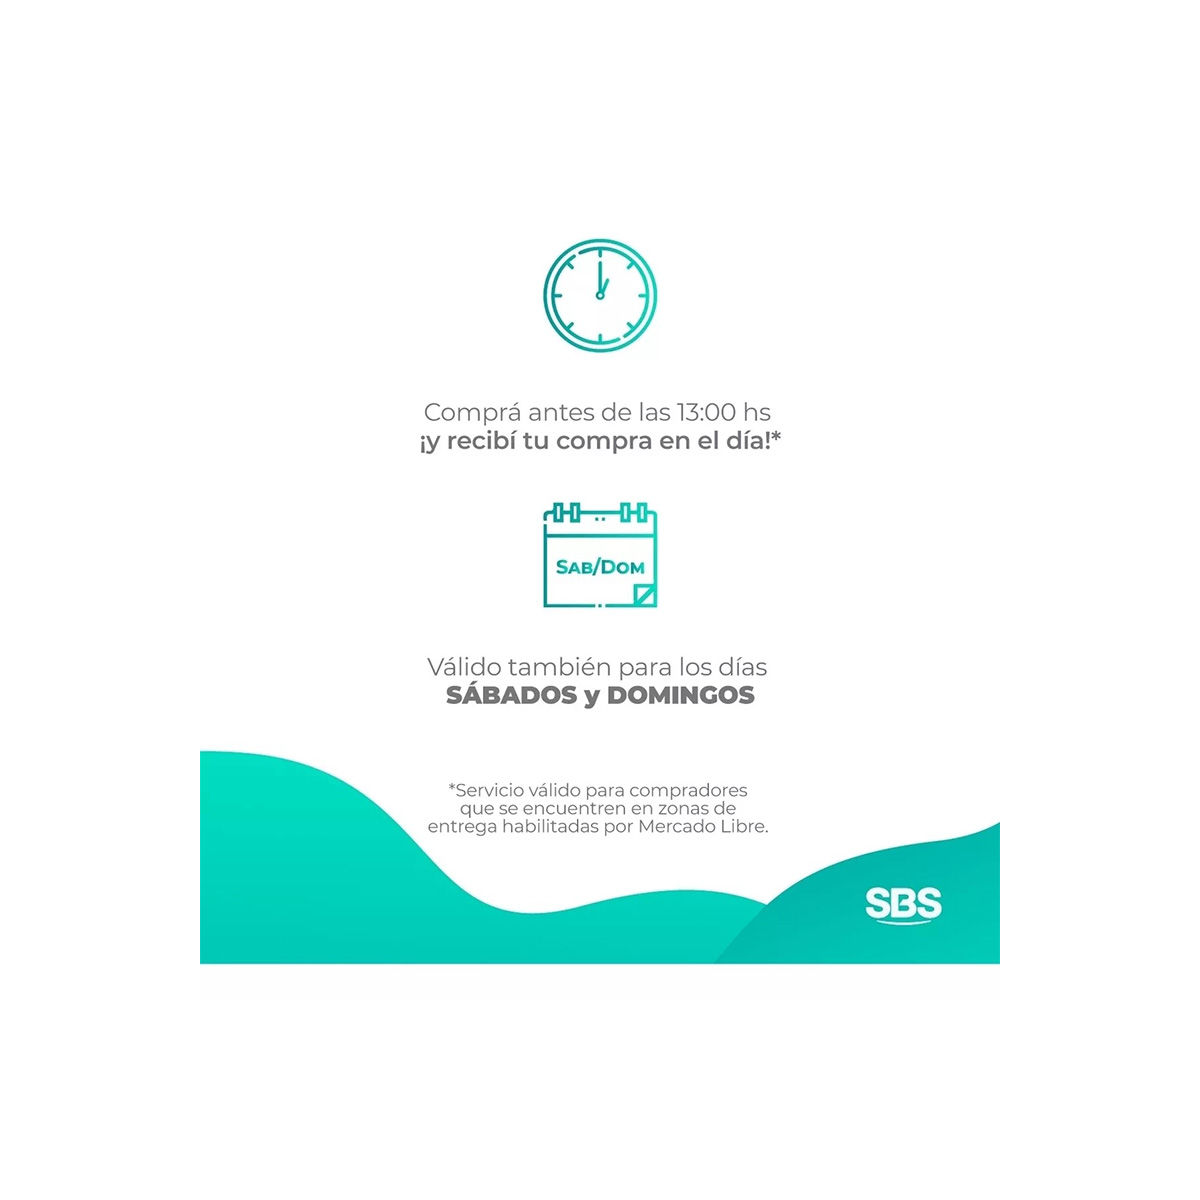 Comprá antes de las 13:00 hs
¡y recibí tu compra en el día!*
SAB/DOM
Válido también para los días
SÁBADOS y DOMINGOS
*Servicio válido para compradores
que se encuentren en zonas de
entrega habilitadas por Mercado Libre.
SBS